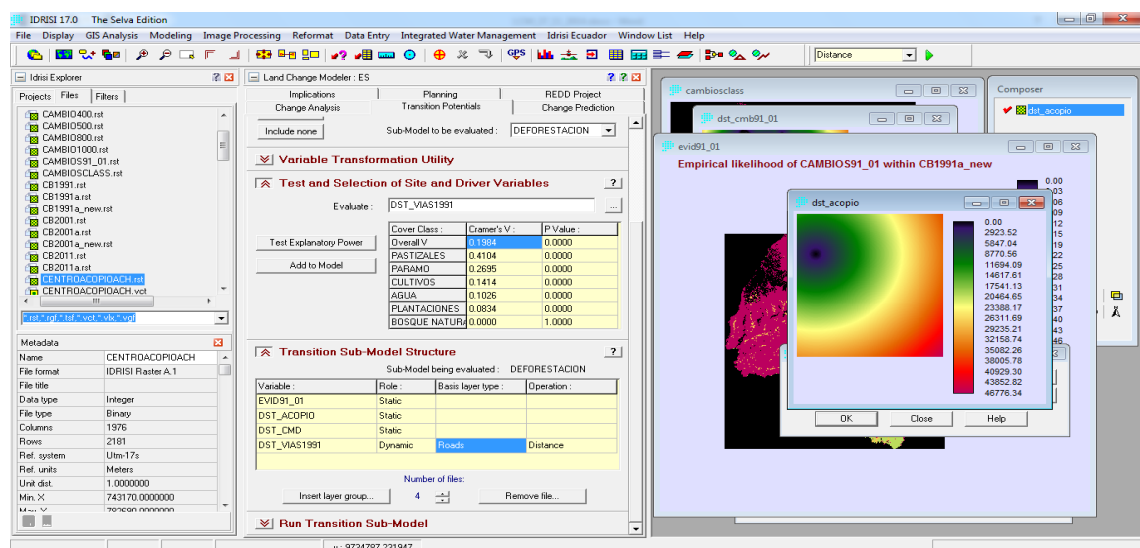 IDRISI 17.0 The Selva Edition
File Display GIS Analysis Modeling Image Processing Reformat Data Entry Integrated Water Management Idrisi Ecuador Window List Help
GPS
Distance
Idrisi Explorer
Projects Files Filters
CAMBIO400.rst
CAMBIO500.rst
CAMBIO800.rst
CAMBIO1000.rst
CAMBIOS91_01.rst
CAMBIOSCLASS.rst
CB1991.rst
CB1991a.rst
CB1991a_new.rst
CB2001.rst
CB2001a.rst
CB2001a_new.rst
CB2011.rst
CB2011a.rst
CENTROACOPIOACH.rst
CENTROACOPIOACH.vct
*.rst,*.rgf,*.tsf,*.vct,*.vlx,*.vgf
Metadata
Name CENTROACOPIOACH
File format IDRISI Raster A.1
File title
Data type Integer
File type Binary
Columns 1976
Rows 2181
Ref. system Utm-17s
Ref. units Meters
Unit dist. 1.0000000
Min. X 743170.0000000
Land Change Modeler : ES
Implications Planning REDD Project
Change Analysis Transition Potentials Change Prediction
Include none Sub-Model to be evaluated : DEFORESTACION
Variable Transformation Utility
Test and Selection of Site and Driver Variables ?
Evaluate : DST_VIAS1991 ...
Cover Class : Cramer's V : P Value :
Test Explanatory Power
Add to Model
Overall V 0.1984 0.0000
PASTIZALES 0.4104 0.0000
PARAMO 0.2695 0.0000
CULTIVOS 0.1414 0.0000
AGUA 0.1026 0.0000
PLANTACIONES 0.0834 0.0000
BOSQUE NATURA 0.0000 1.0000
Transition Sub-Model Structure ?
Sub-Model being evaluated : DEFORESTACION
Variable : Role : Basis layer type : Operation :
EVID91_01 Static
DST_ACOPIO Static
DST_CMD Static
DST_VIAS1991 Dynamic Roads Distance
Number of files:
Insert layer group... 4 Remove file...
Run Transition Sub-Model
cambiosclass
dst_cmb91_01
evid91_01
Empirical likelihood of CAMBIOS91_01 within CB1991a_new
0.00
dst_acopio
0.00
2923.52
5847.04
8770.56
11694.09
14617.61
17541.13
20464.65
23388.17
26311.69
29235.21
32158.74
35082.26
38005.78
40929.30
43852.82
46776.34
OK Close Help
Composer
dst_acopio